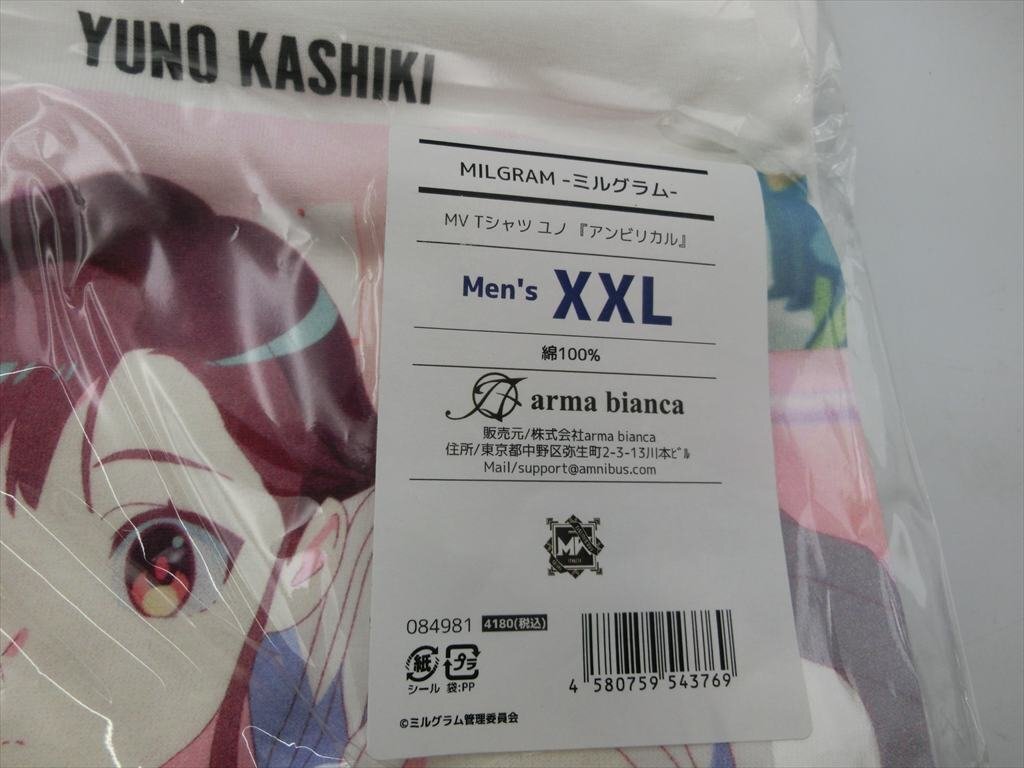 YUNO KASHIKI
MILGRAM -ミルグラム-
MV Tシャツ ユノ 『アンビリカル』
Men's XXL
綿100%
arma bianca
販売元/株式会社arma bianca
住所/東京都中野区弥生町2-3-13川本ビル
Mail/support@amnibus.com
084981 4180(税込)
紙 プラ
シール 袋:PP
4 580759 543769
©ミルグラム管理委員会